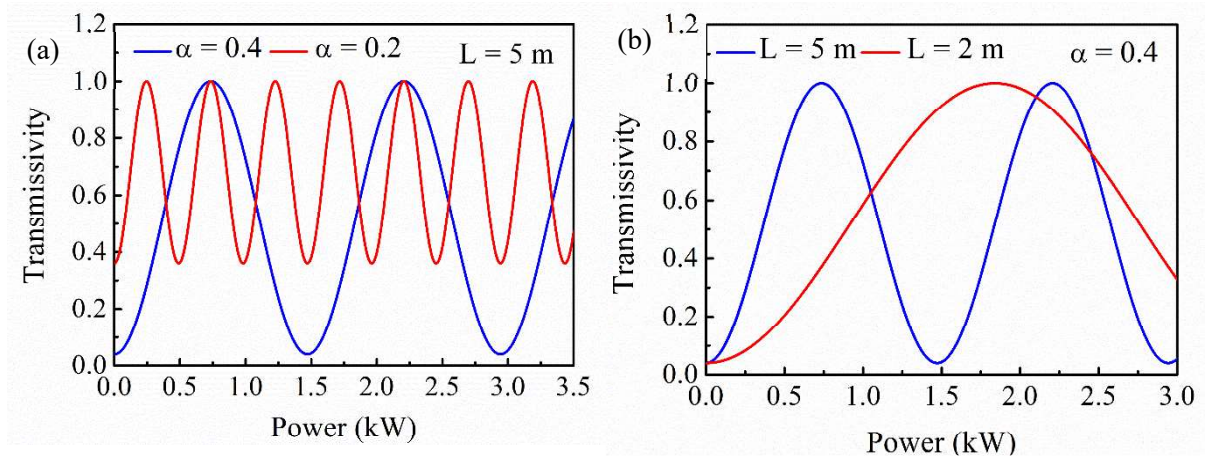 (a)
α = 0.4 α = 0.2 L = 5 m
1.2
1.0
0.8
0.6
0.4
0.2
0.0
Transmissivity
0.0 0.5 1.0 1.5 2.0 2.5 3.0 3.5
Power (kW)
(b)
L = 5 m L = 2 m α = 0.4
1.2
1.0
0.8
0.6
0.4
0.2
0.0
Transmissivity
0.0 0.5 1.0 1.5 2.0 2.5 3.0
Power (kW)